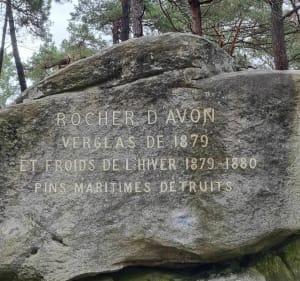 ROCHER D'AVON
VERGLAS DE 1879
ET FROIDS DE L'HIVER 1879-1880
PINS MARITIMES DETRUITS